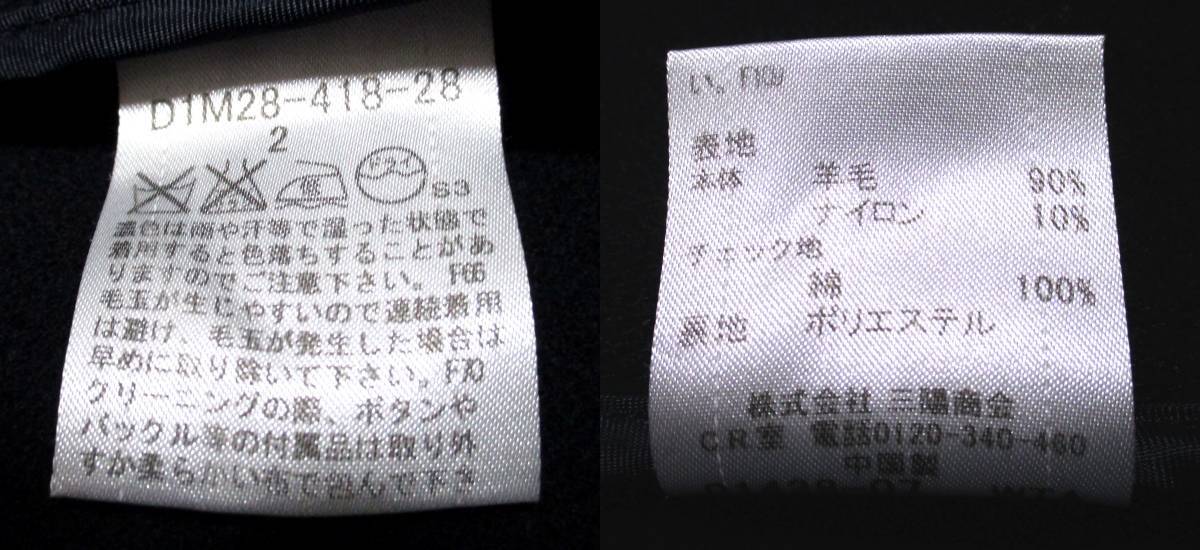 D1M28-418-28
2
ドライ
S3
濃色は雨や汗等で湿った状態で
着用すると色落ちすることがあ
りますのでご注意下さい。F66
毛玉が生じやすいので連続着用
は避け、毛玉が発生した場合は
早めに取り除いて下さい。F70
クリーニングの際、ボタンや
バックル等の付属品は取り外
すか柔らかい布で包んで下さ
い。F100
表地
本体 羊毛 90%
ナイロン 10%
チェック地
綿 100%
裏地 ポリエステル
株式会社 三陽商会
CR室 電話0120-340-460
中国製